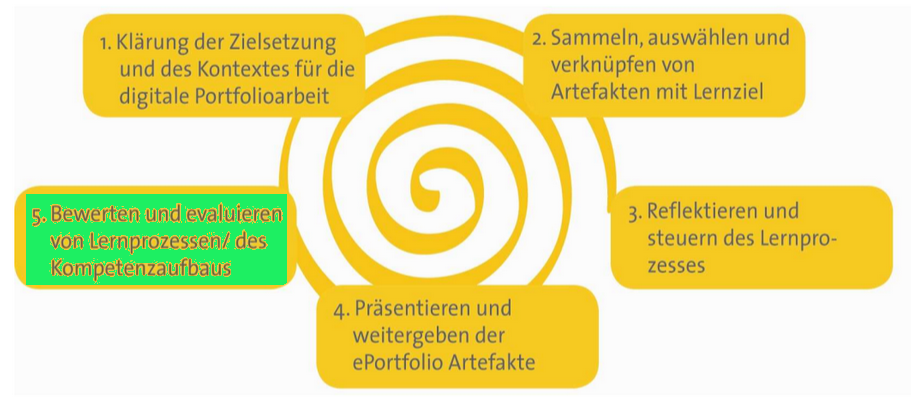 1. Klärung der Zielsetzung
und des Kontextes für die
digitale Portfolioarbeit
2. Sammeln, auswählen und
verknüpfen von
Artefakten mit Lernziel
3. Reflektieren und
steuern des Lernpro-
zesses
4. Präsentieren und
weitergeben der
ePortfolio Artefakte
5. Bewerten und evaluieren
von Lernprozessen/ des
Kompetenzaufbaus